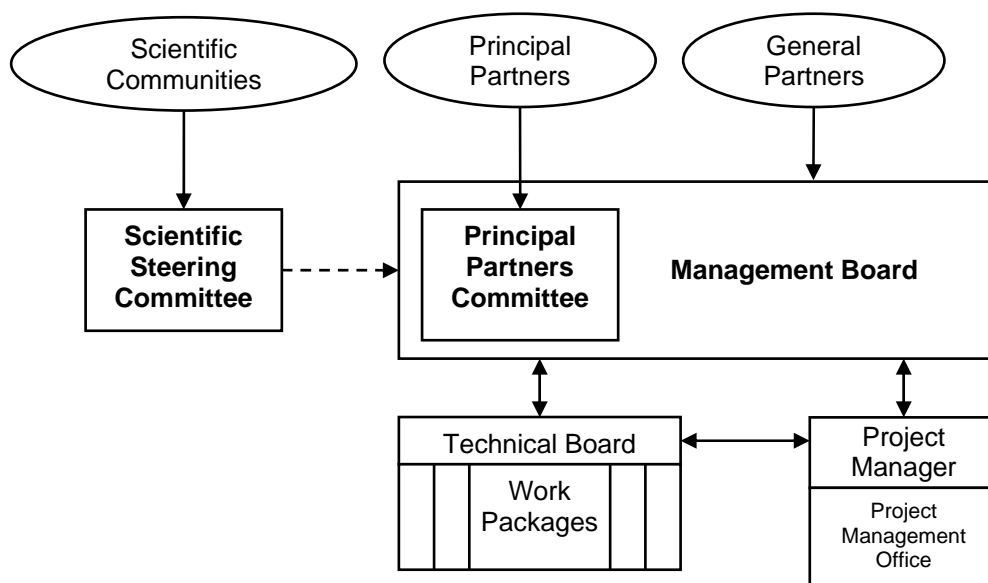 Scientific
Communities
Principal
Partners
General
Partners
Scientific
Steering
Committee
Principal
Partners
Committee
Management Board
Technical Board
Work
Packages
Project
Manager
Project
Management
Office